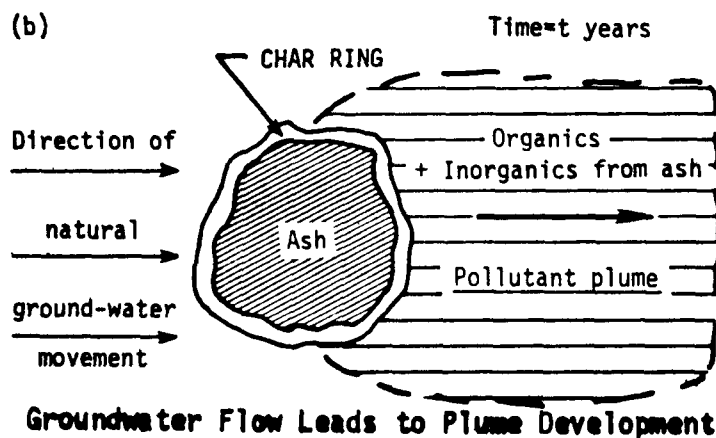 (b)
Time=t years
CHAR RING
Direction of
natural
ground-water
movement
Ash
Organics
+ Inorganics from ash
Pollutant plume
Groundwater Flow Leads to Plume Development